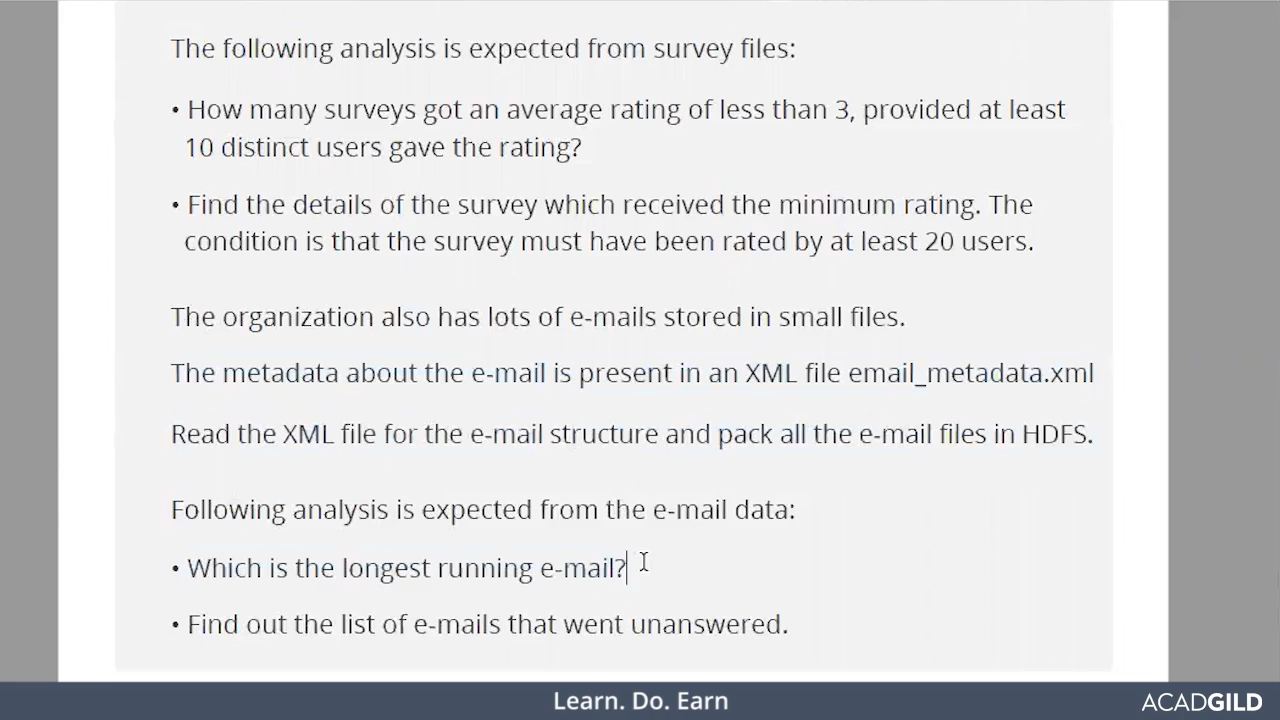 The following analysis is expected from survey files:
• How many surveys got an average rating of less than 3, provided at least
10 distinct users gave the rating?
• Find the details of the survey which received the minimum rating. The
condition is that the survey must have been rated by at least 20 users.
The organization also has lots of e-mails stored in small files.
The metadata about the e-mail is present in an XML file email_metadata.xml
Read the XML file for the e-mail structure and pack all the e-mail files in HDFS.
Following analysis is expected from the e-mail data:
• Which is the longest running e-mail?
• Find out the list of e-mails that went unanswered.
Learn. Do. Earn
ACADGILD